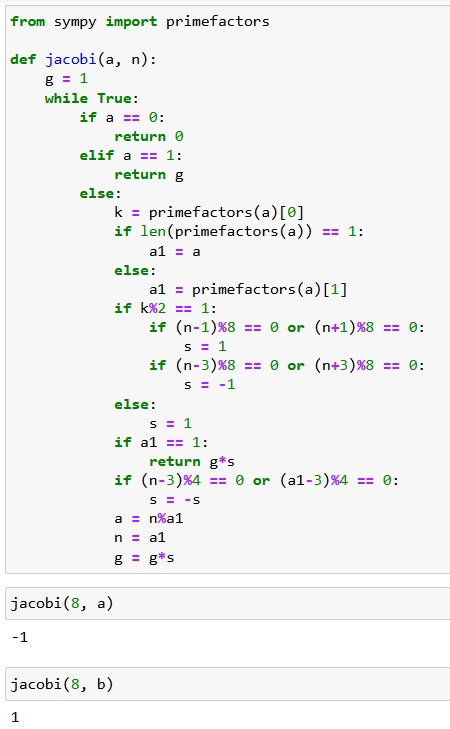 from sympy import primefactors

def jacobi(a, n):
    g = 1
    while True:
        if a == 0:
            return 0
        elif a == 1:
            return g
        else:
            k = primefactors(a)[0]
            if len(primefactors(a)) == 1:
                a1 = a
            else:
                a1 = primefactors(a)[1]
            if k%2 == 1:
                if (n-1)%8 == 0 or (n+1)%8 == 0:
                    s = 1
                if (n-3)%8 == 0 or (n+3)%8 == 0:
                    s = -1
            else:
                s = 1
            if a1 == 1:
                return g*s
            if (n-3)%4 == 0 or (a1-3)%4 == 0:
                s = -s
            a = n%a1
            n = a1
            g = g*s
jacobi(8, a)
-1
jacobi(8, b)
1